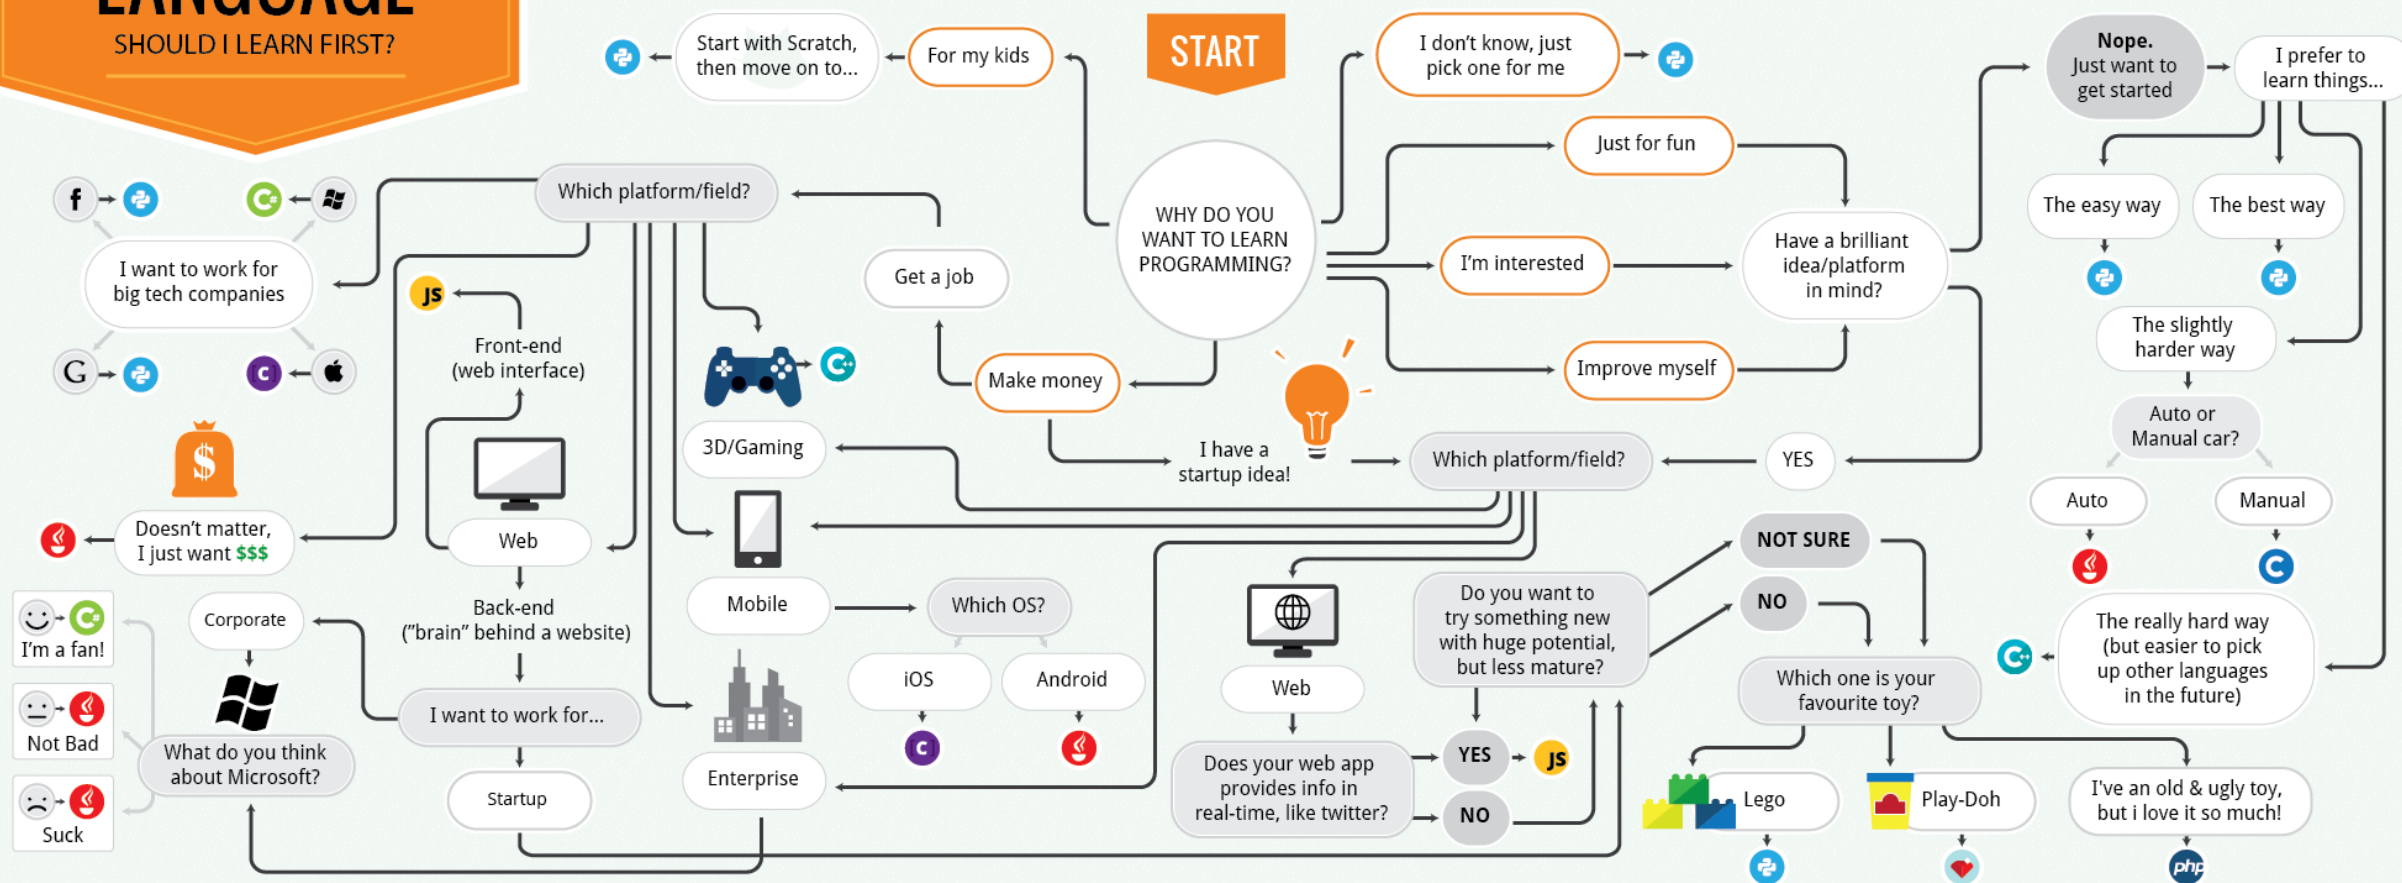 LANGUAGE
SHOULD I LEARN FIRST?
START
For my kids
Start with Scratch,
then move on to...
I don't know, just
pick one for me
Nope.
Just want to
get started
I prefer to
learn things...
Just for fun
Which platform/field?
WHY DO YOU
WANT TO LEARN
PROGRAMMING?
The easy way
The best way
f
C#
I want to work for
big tech companies
Get a job
I'm interested
Have a brilliant
idea/platform
in mind?
JS
The slightly
harder way
Front-end
(web interface)
G
C
C++
Make money
Improve myself
Auto or
Manual car?
3D/Gaming
I have a
startup idea!
Which platform/field?
YES
$
Auto
Manual
Doesn't matter,
I just want $$$
Web
NOT SURE
C
Mobile
Which OS?
Do you want to
try something new
with huge potential,
but less mature?
NO
C#
I'm a fan!
Corporate
Back-end
("brain" behind a website)
The really hard way
(but easier to pick
up other languages
in the future)
C++
iOS
Android
Web
Which one is your
favourite toy?
Not Bad
I want to work for...
C
What do you think
about Microsoft?
Enterprise
Does your web app
provides info in
real-time, like twitter?
YES
JS
NO
Suck
Startup
Lego
Play-Doh
I've an old & ugly toy,
but i love it so much!
php